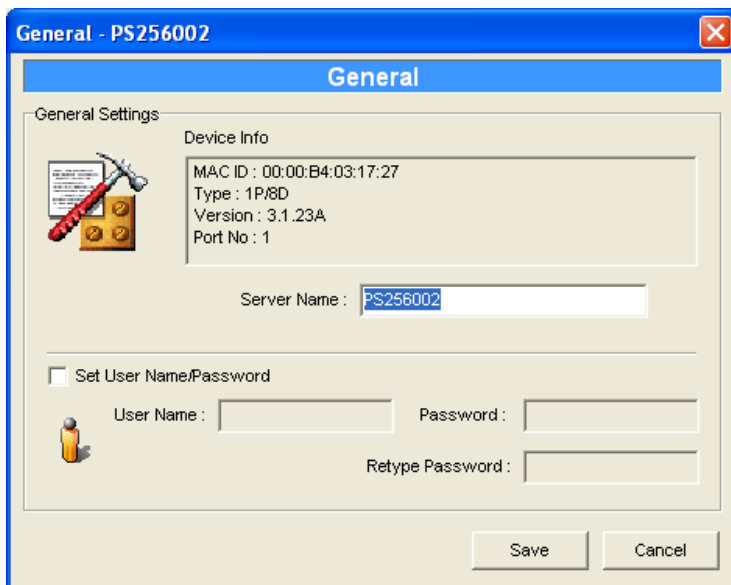 General - PS256002
General
General Settings
Device Info
MAC ID : 00:00:B4:03:17:27
Type : 1P/8D
Version : 3.1.23A
Port No : 1
Server Name : PS256002
Set User Name/Password
User Name : Password :
Retype Password :
Save Cancel